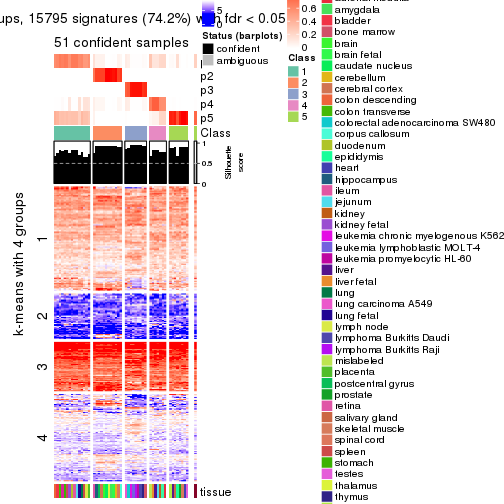 ups, 15795 signatures (74.2%) with fdr < 0.05
51 confident samples
p2
p3
p4
p5
Class
1
0.5
0
Silhouette
score
k-means with 4 groups
1
2
3
4
tissue
5
0
Status (barplots)
confident
ambiguous
0.6
0.4
0.2
0
Class
1
2
3
4
5
amygdala
bladder
bone marrow
brain
brain fetal
caudate nucleus
cerebellum
cerebral cortex
colon descending
colon transverse
colorectal adenocarcinoma SW480
corpus callosum
duodenum
epididymis
heart
hippocampus
ileum
jejunum
kidney
kidney fetal
leukemia chronic myelogenous K562
leukemia lymphoblastic MOLT-4
leukemia promyelocytic HL-60
liver
liver fetal
lung
lung carcinoma A549
lung fetal
lymph node
lymphoma Burkitts Daudi
lymphoma Burkitts Raji
mislabeled
placenta
postcentral gyrus
prostate
retina
salivary gland
skeletal muscle
spinal cord
spleen
stomach
testes
thalamus
thymus